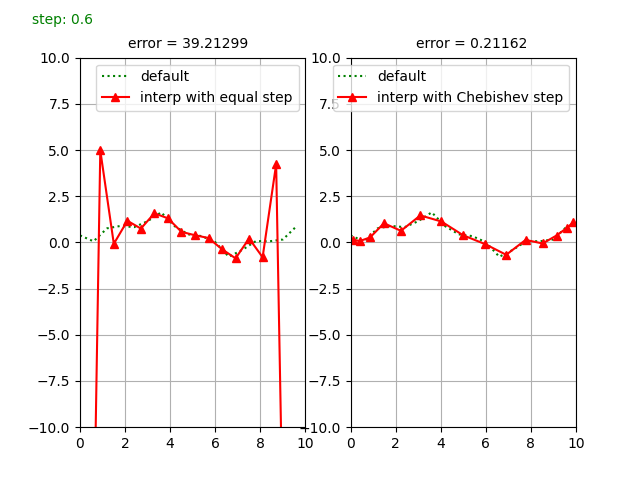 step: 0.6
error = 39.21299
10.0
7.5
5.0
2.5
0.0
−2.5
−5.0
−7.5
−10.0
0 2 4 6 8 10
default
interp with equal step
error = 0.21162
10.0
7.5
5.0
2.5
0.0
−2.5
−5.0
−7.5
−10.0
0 2 4 6 8 10
default
interp with Chebishev step